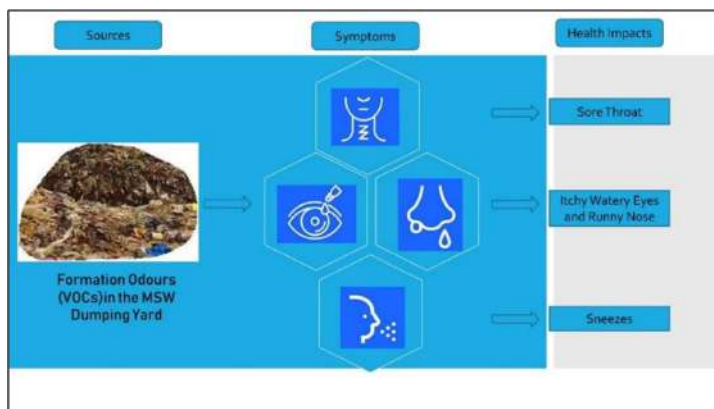 Sources
Symptoms
Health Impacts
Sore Throat
Itchy Watery Eyes
and Runny Nose
Formation Odours
(VOCs)in the MSW
Dumping Yard
Sneezes